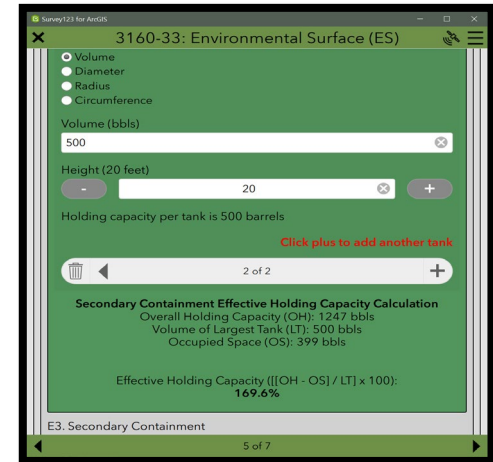 Survey123 for ArcGIS
3160-33: Environmental Surface (ES)
Volume
Diameter
Radius
Circumference
Volume (bbls)
500
Height (20 feet)
- 20 +
Holding capacity per tank is 500 barrels
Click plus to add another tank
2 of 2 +
Secondary Containment Effective Holding Capacity Calculation
Overall Holding Capacity (OH): 1247 bbls
Volume of Largest Tank (LT): 500 bbls
Occupied Space (OS): 399 bbls
Effective Holding Capacity ([[OH - OS] / LT] x 100):
169.6%
E3. Secondary Containment
5 of 7